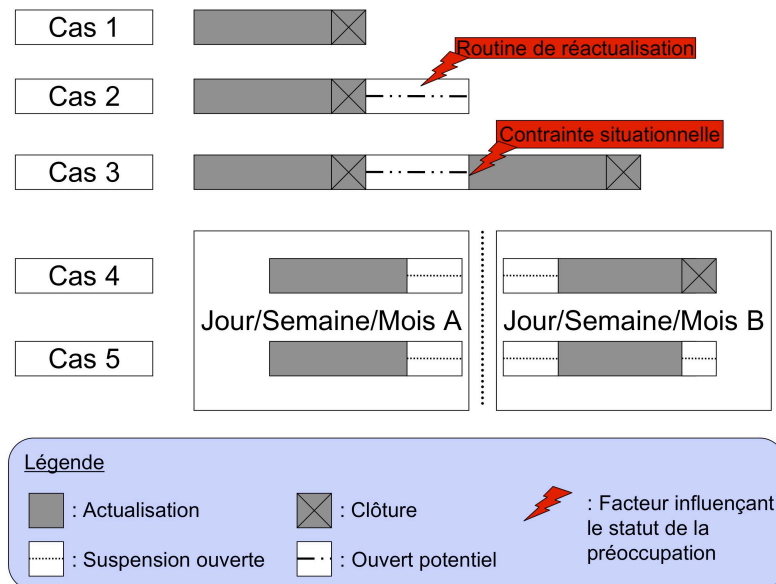 Cas 1
Routine de réactualisation
Cas 2
Contrainte situationnelle
Cas 3
Cas 4
Jour/Semaine/Mois A
Jour/Semaine/Mois B
Cas 5
Légende
: Actualisation
: Clôture
: Facteur influençant
le statut de la
préoccupation
: Suspension ouverte
: Ouvert potentiel